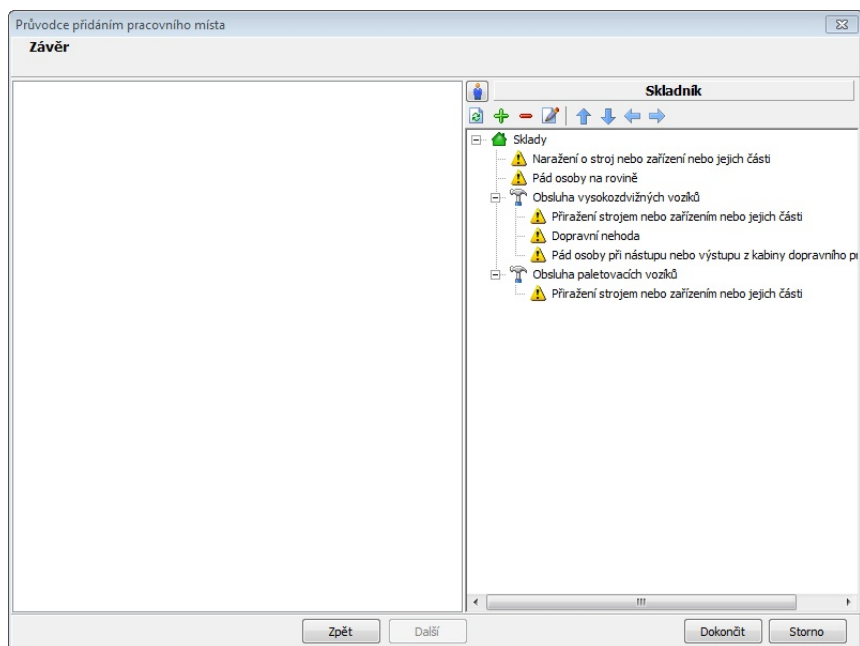 Průvodce přidáním pracovního místa
Závěr
Skladník
Sklady
Naražení o stroj nebo zařízení nebo jejich části
Pád osoby na rovině
Obsluha vysokozdvižných vozíků
Přiražení strojem nebo zařízením nebo jejich části
Dopravní nehoda
Pád osoby při nástupu nebo výstupu z kabiny dopravního
Obsluha paletovacích vozíků
Přiražení strojem nebo zařízením nebo jejich části
Zpět
Další
Dokončit
Storno